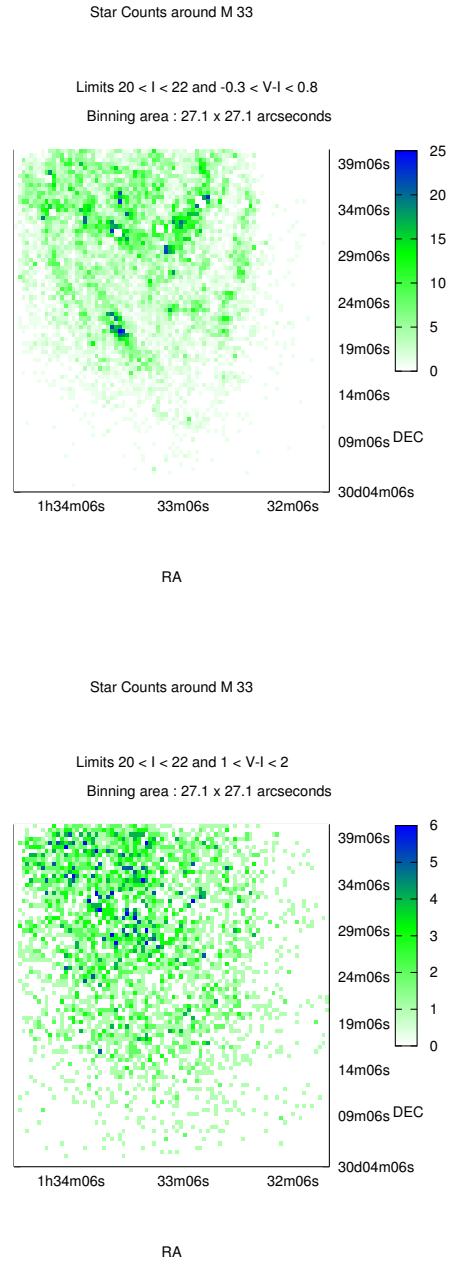 Star Counts around M 33
Limits 20 < I < 22 and -0.3 < V-I < 0.8
Binning area : 27.1 x 27.1 arcseconds
39m06s
34m06s
29m06s
24m06s
19m06s
14m06s
09m06s
30d04m06s
DEC
25
20
15
10
5
0
1h34m06s 33m06s 32m06s
RA
Star Counts around M 33
Limits 20 < I < 22 and 1 < V-I < 2
Binning area : 27.1 x 27.1 arcseconds
39m06s
34m06s
29m06s
24m06s
19m06s
14m06s
09m06s
30d04m06s
DEC
6
5
4
3
2
1
0
1h34m06s 33m06s 32m06s
RA